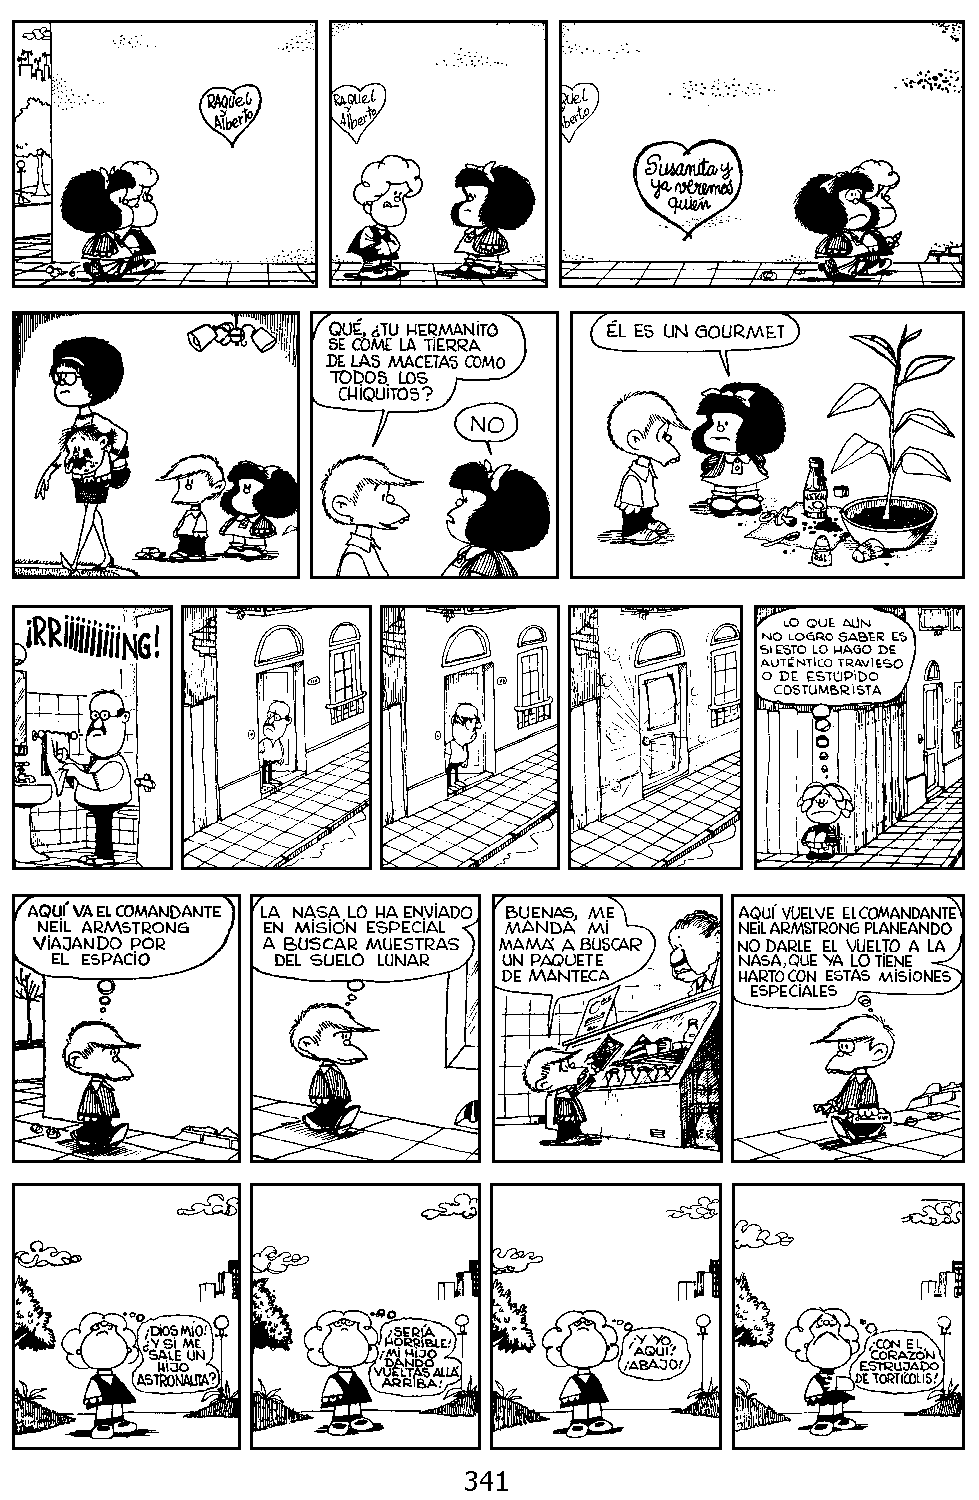 RAQUEL
y
Alberto
RAQUEL
y
Alberto
quel
y
lberto
Susanita y
ya veremos
quién
QUÉ, ¿TU HERMANITO
SE COME LA TIERRA
DE LAS MACETAS COMO
TODOS LOS
CHIQUITOS?
NO
ÉL ES UN GOURMET
SAL
¡RRIIIIIIIIIING!
LO QUE AÚN
NO LOGRO SABER ES
SI ESTO LO HAGO DE
AUTÉNTICO TRAVIESO
O DE ESTÚPIDO
COSTUMBRISTA
AQUÍ VA EL COMANDANTE
NEIL ARMSTRONG
VIAJANDO POR
EL ESPACIO
LA NASA LO HA ENVIADO
EN MISIÓN ESPECIAL
A BUSCAR MUESTRAS
DEL SUELO LUNAR
BUENAS, ME
MANDA MI
MAMÁ A BUSCAR
UN PAQUETE
DE MANTECA
AQUÍ VUELVE EL COMANDANTE
NEIL ARMSTRONG PLANEANDO
NO DARLE EL VUELTO A LA
NASA, QUE YA LO TIENE
HARTO CON ESTAS MISIONES
ESPECIALES
¡DIOS MÍO!
¿Y SI ME
SALE UN
HIJO
ASTRONAUTA?
¡SERÍA
HORRIBLE!
¡MI HIJO
DANDO
VUELTAS ALLÁ
ARRIBA!
¿Y YO
AQUÍ?
¡ABAJO!
¡CON EL
CORAZÓN
ESTRUJADO
DE TORTÍCOLIS!
341